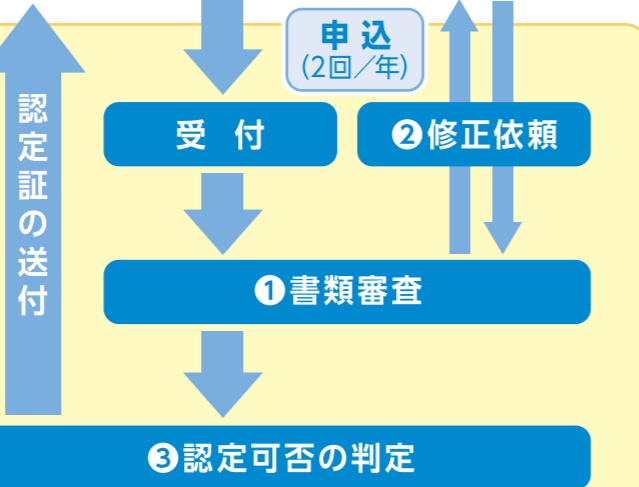 申込
(2回／年)
受付
❷修正依頼
認定証の送付
❶書類審査
❸認定可否の判定